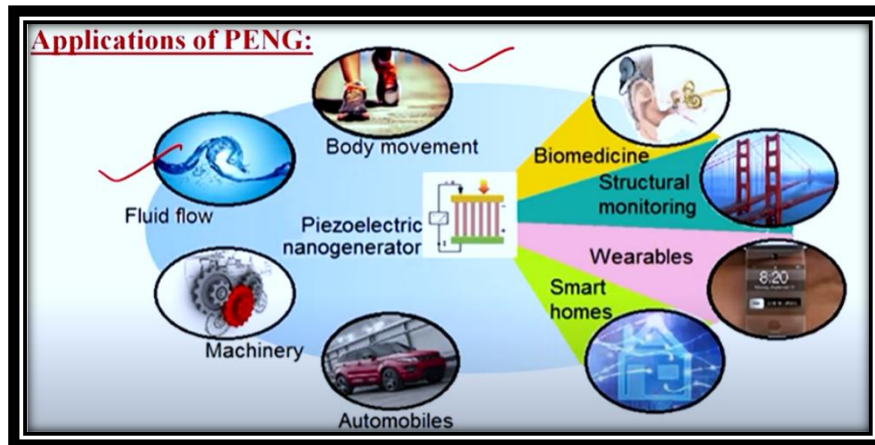 Applications of PENG:
Body movement
Fluid flow
Piezoelectric
nanogenerator
Machinery
Automobiles
Biomedicine
Structural
monitoring
Wearables
8:20
Smart
homes